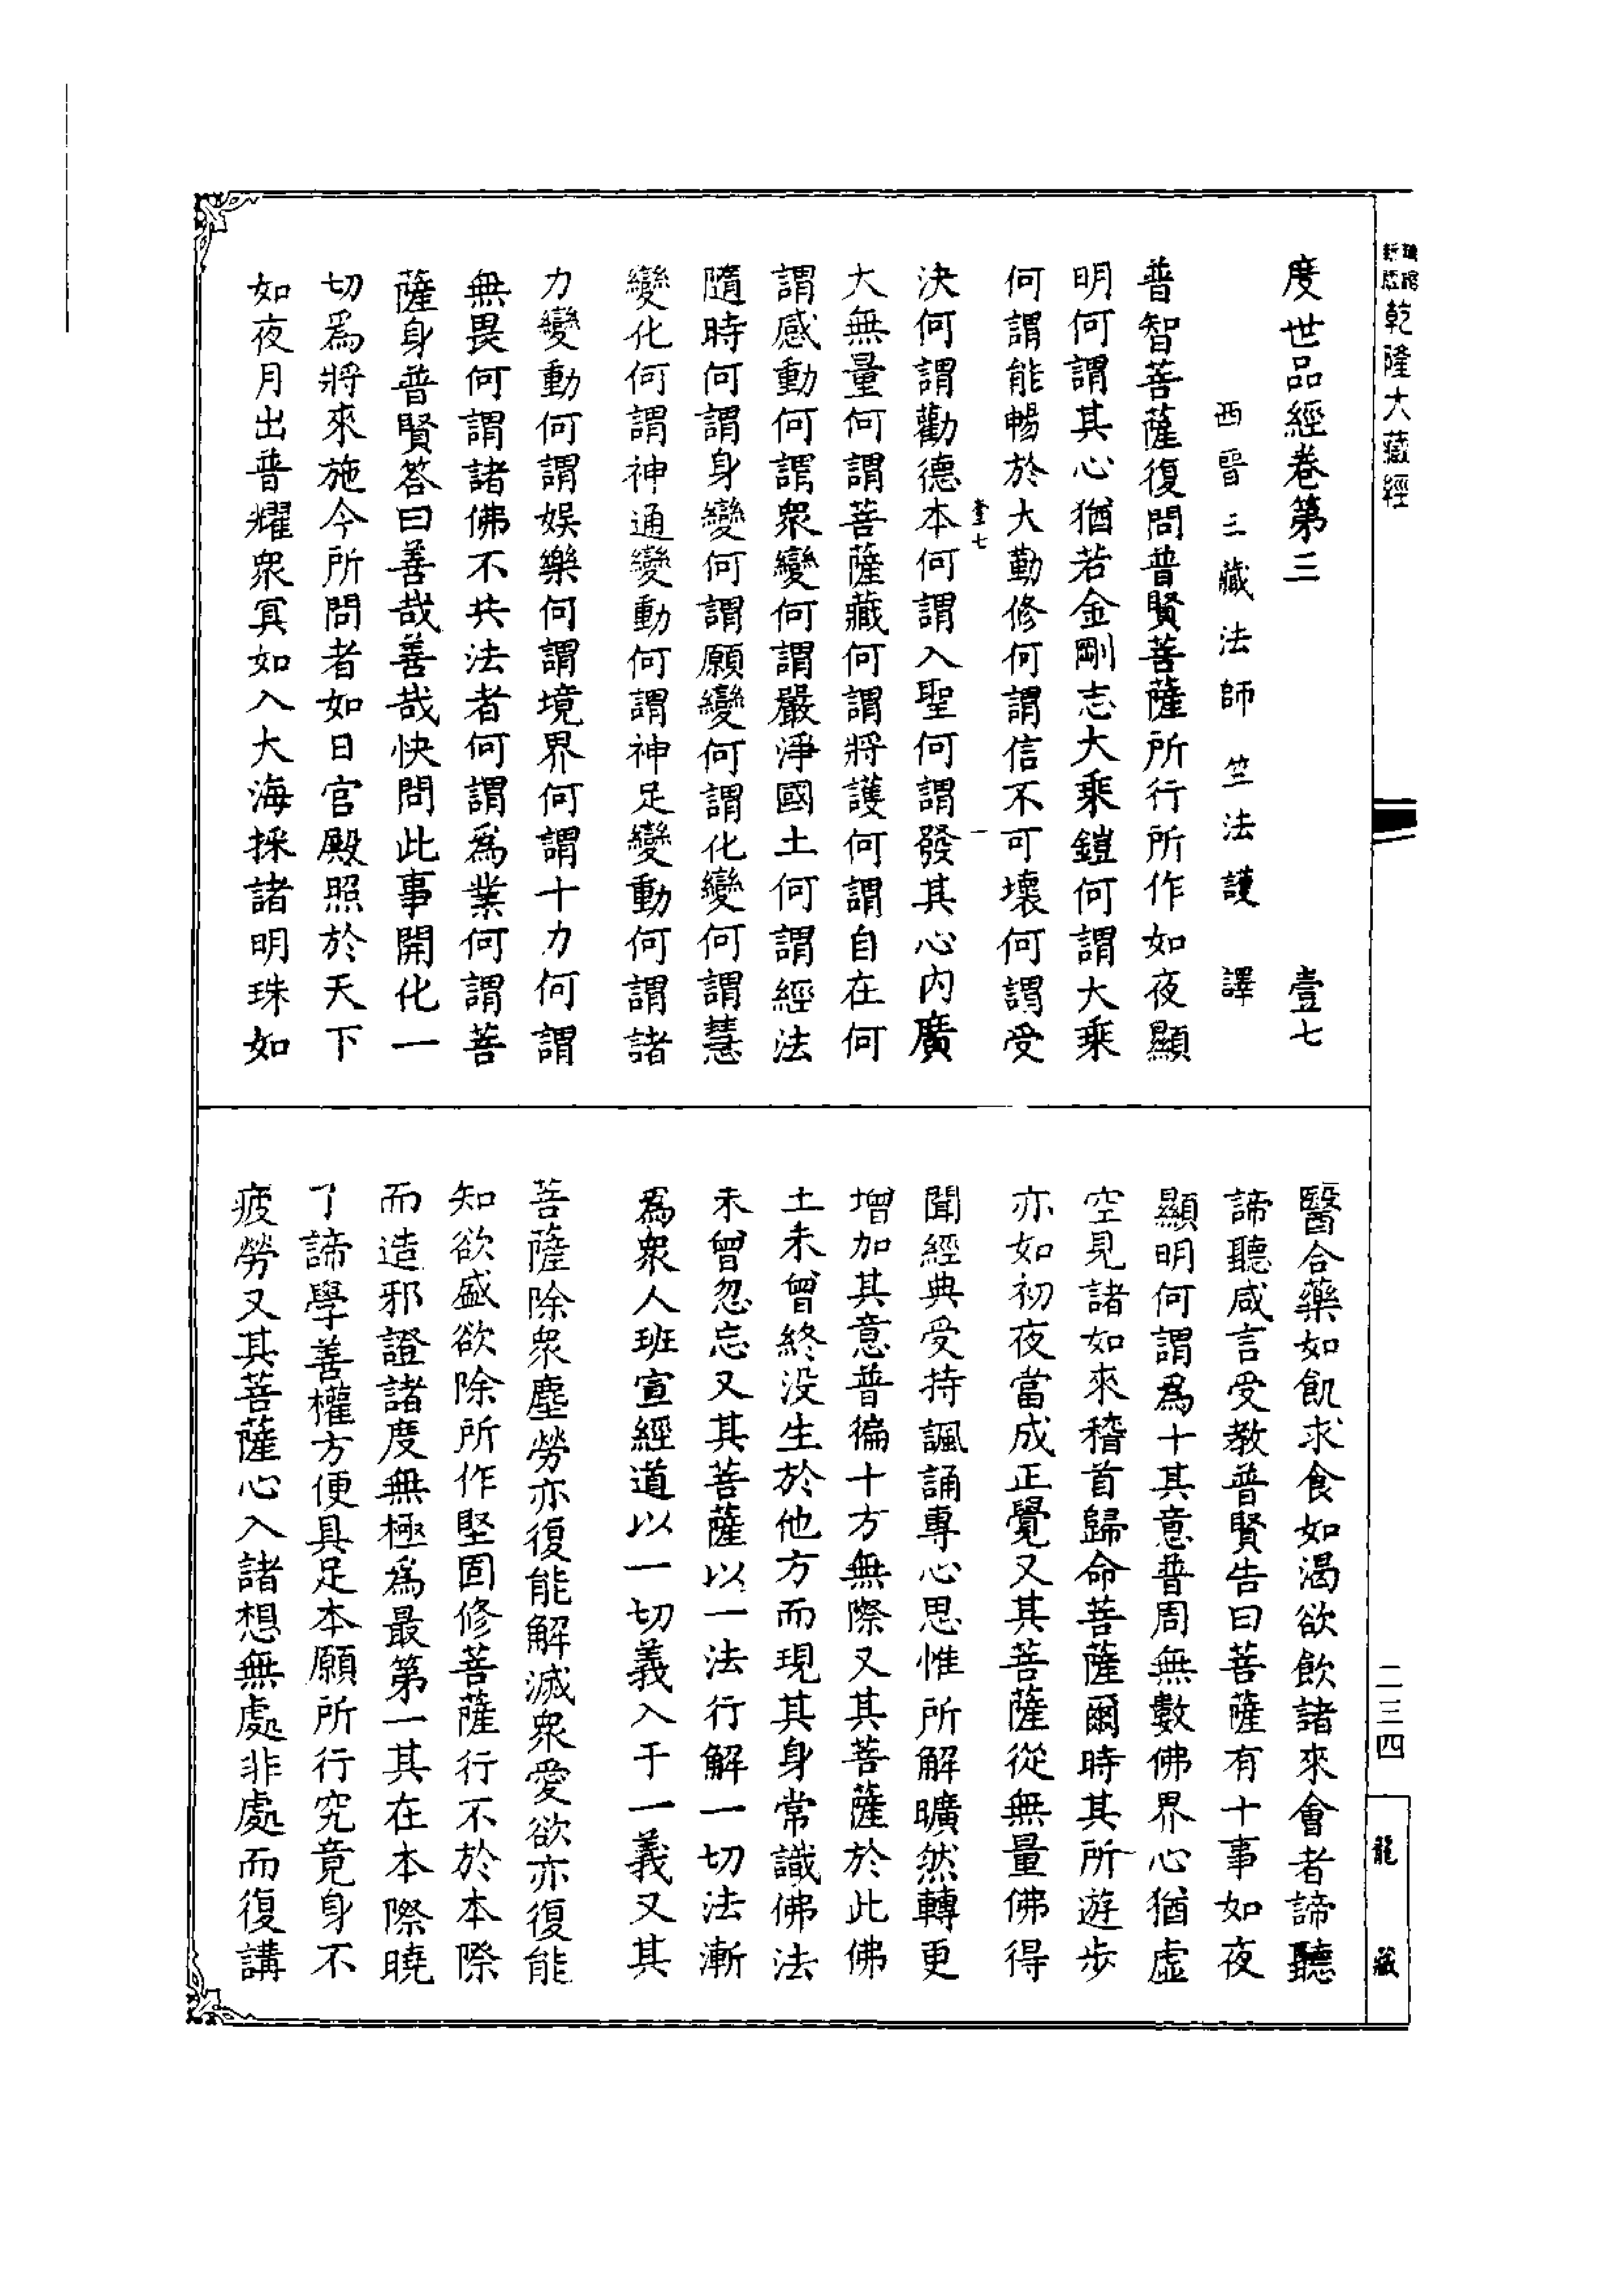 乾隆大藏經
度世品經卷第三 壹七
西晉三藏法師竺法護 譯
普智菩薩復問普賢菩薩所行所作如夜顯
明何謂其心猶若金剛志大乘鎧何謂大乘
何謂能暢於大勤修何謂信不可壞何謂受
決何謂勸德本何謂入聖何謂發其心內廣
大無量何謂菩薩藏何謂將護何謂自在何
謂感動何謂眾變何謂嚴淨國土何謂經法
隨時何謂身變何謂願變何謂化變何謂慧
變化何謂神通變動何謂神足變動何謂諸
力變動何謂娛樂何謂境界何謂十力何謂
無畏何謂諸佛不共法者何謂為業何謂菩
薩身普賢答曰善哉善哉快問此事開化一
切為將來施今所問者如日宮殿照於天下
如夜月出普耀眾冥如入大海採諸明珠如
醫合藥如飢求食如渴欲飲諸來會者諦聽
諦聽咸言受教普賢告曰菩薩有十事如夜
顯明何謂為十其意普周無數佛界心猶虛
空見諸如來稽首歸命菩薩爾時其所遊步
亦如初夜當成正覺又其菩薩從無量佛得
聞經典受持諷誦專心思惟所解曠然轉更
增加其意普徧十方無際又其菩薩於此佛
土未曾終沒生於他方而現其身常識佛法
未曾忽忘又其菩薩以一法行解一切法漸
為眾人班宣經道以一切義入于一義又其
菩薩除眾塵勞亦復能解滅眾愛欲亦復能
知欲盛欲除所作堅固修菩薩行不於本際
而造邪證諸度無極為最第一其在本際曉
了諦學善權方便具足本願所行究竟身不
疲勞又其菩薩心入諸想無處非處而復講
二三四
龍藏